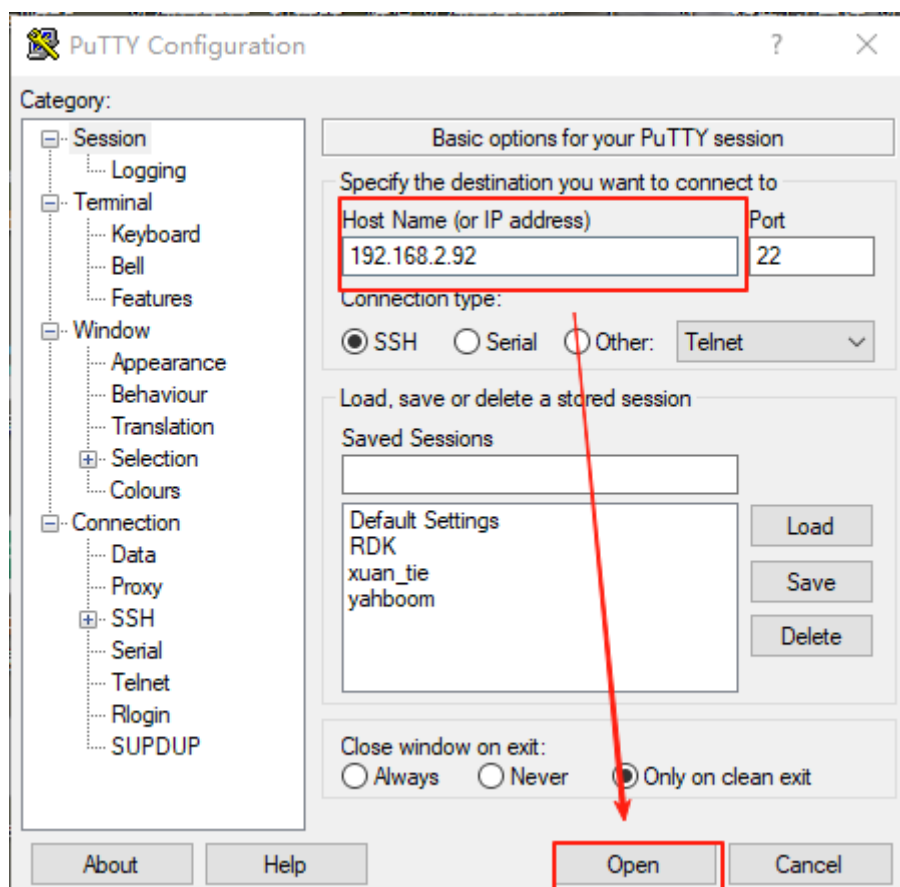 PuTTY Configuration
?
Category:
Session
Logging
Terminal
Keyboard
Bell
Features
Window
Appearance
Behaviour
Translation
Selection
Colours
Connection
Data
Proxy
SSH
Serial
Telnet
Rlogin
SUPDUP
Basic options for your PuTTY session
Specify the destination you want to connect to
Host Name (or IP address) Port
192.168.2.92 22
Connection type:
SSH Serial Other: Telnet
Load, save or delete a stored session
Saved Sessions
Default Settings
RDK
xuan_tie
yahboom
Load
Save
Delete
Close window on exit:
Always Never Only on clean exit
About Help Open Cancel